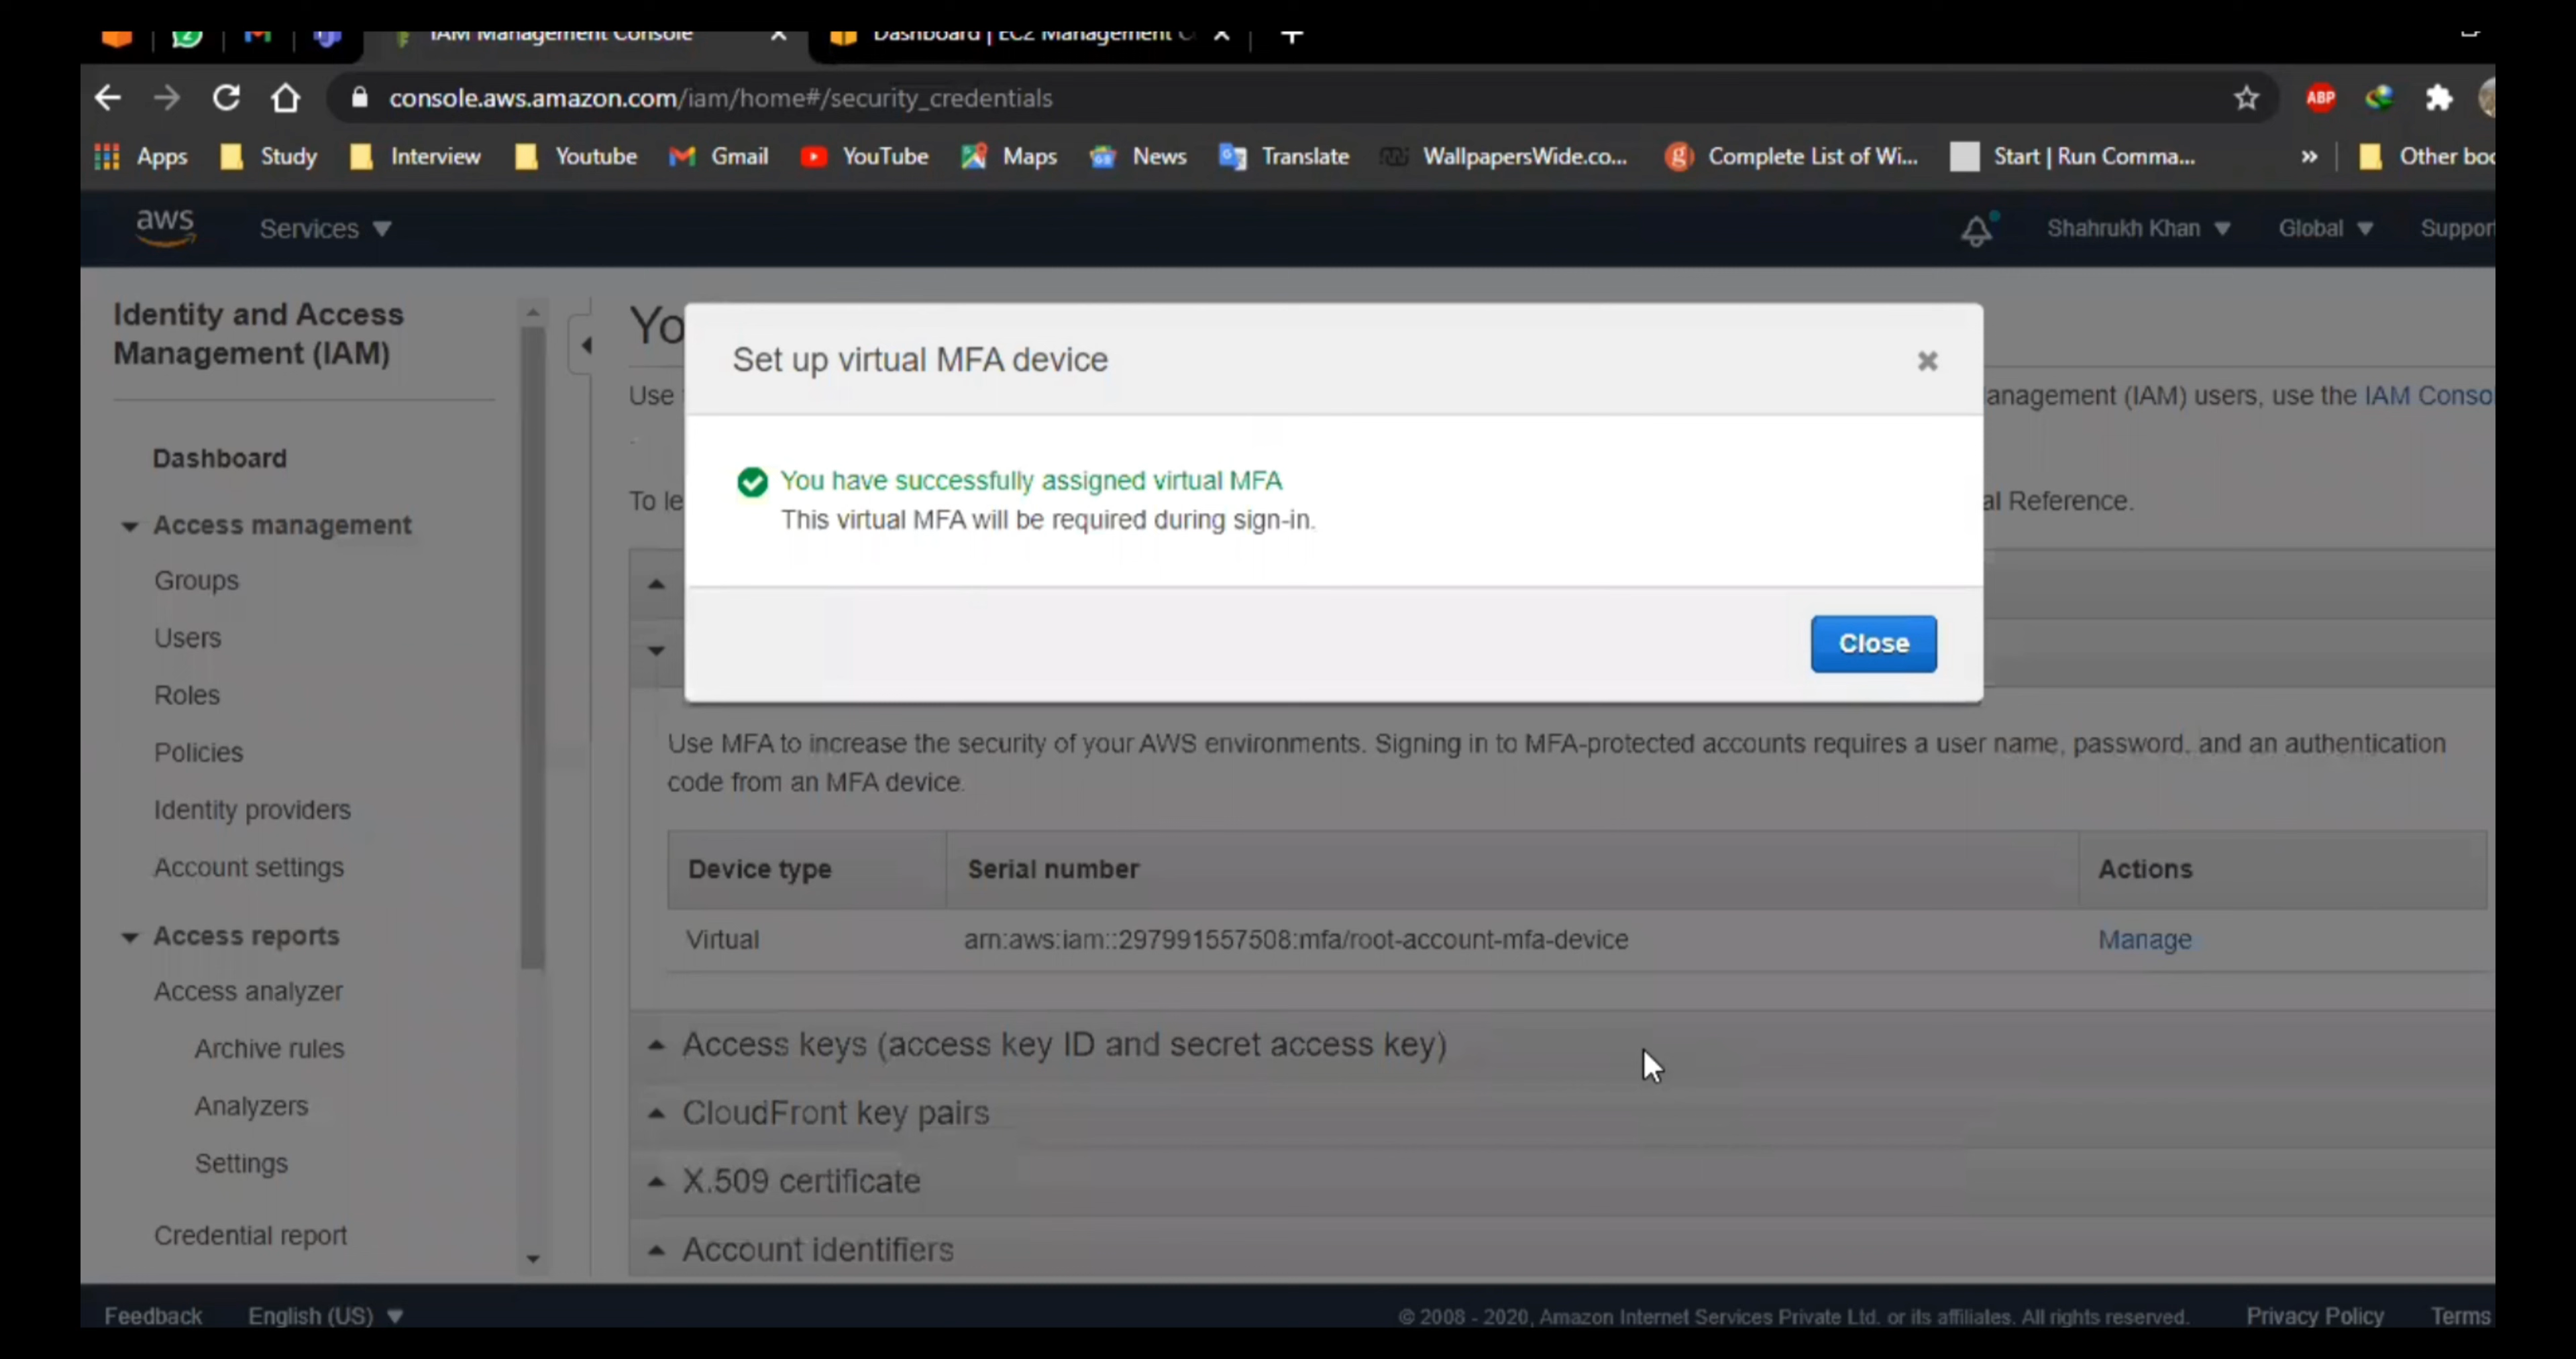 IAM Management Console
Dashboard | EC2 Management C
console.aws.amazon.com/iam/home#/security_credentials
Apps Study Interview Youtube Gmail YouTube Maps News Translate WallpapersWide.co... Complete List of Wi... Start | Run Comma... » Other boo
ABP
aws Services Shahrukh Khan Global Support
Identity and Access
Management (IAM)
Dashboard
Access management
Groups
Users
Roles
Policies
Identity providers
Account settings
Access reports
Access analyzer
Archive rules
Analyzers
Settings
Credential report
Yo
Use
anagement (IAM) users, use the IAM Consol
To le
al Reference.
Set up virtual MFA device
You have successfully assigned virtual MFA
This virtual MFA will be required during sign-in.
Close
Use MFA to increase the security of your AWS environments. Signing in to MFA-protected accounts requires a user name, password, and an authentication
code from an MFA device.
Device type Serial number Actions
Virtual arn:aws:iam::297991557508:mfa/root-account-mfa-device Manage
Access keys (access key ID and secret access key)
CloudFront key pairs
X.509 certificate
Account identifiers
Feedback English (US) © 2008 - 2020, Amazon Internet Services Private Ltd. or its affiliates. All rights reserved. Privacy Policy Terms